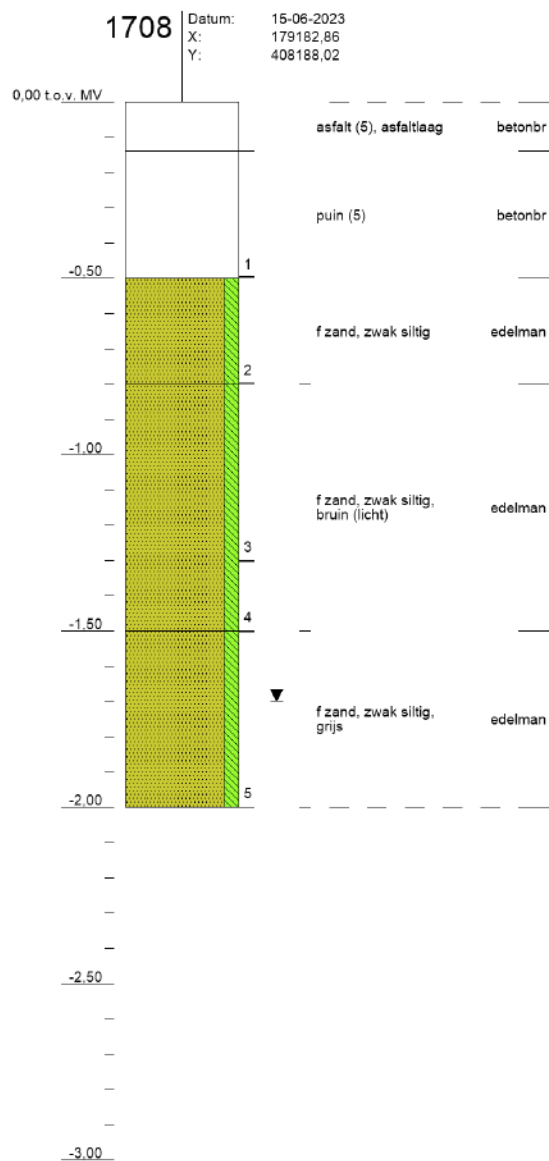 1708
Datum: 15-06-2023
X: 179182,86
Y: 408188,02
0,00 t.o.v. MV
asfalt (5), asfaltlaag betonbr
puin (5) betonbr
1
-0,50
f zand, zwak siltig edelman
2
-1,00
f zand, zwak siltig,
bruin (licht) edelman
3
4
-1,50
f zand, zwak siltig,
grijs edelman
5
-2,00
-2,50
-3,00